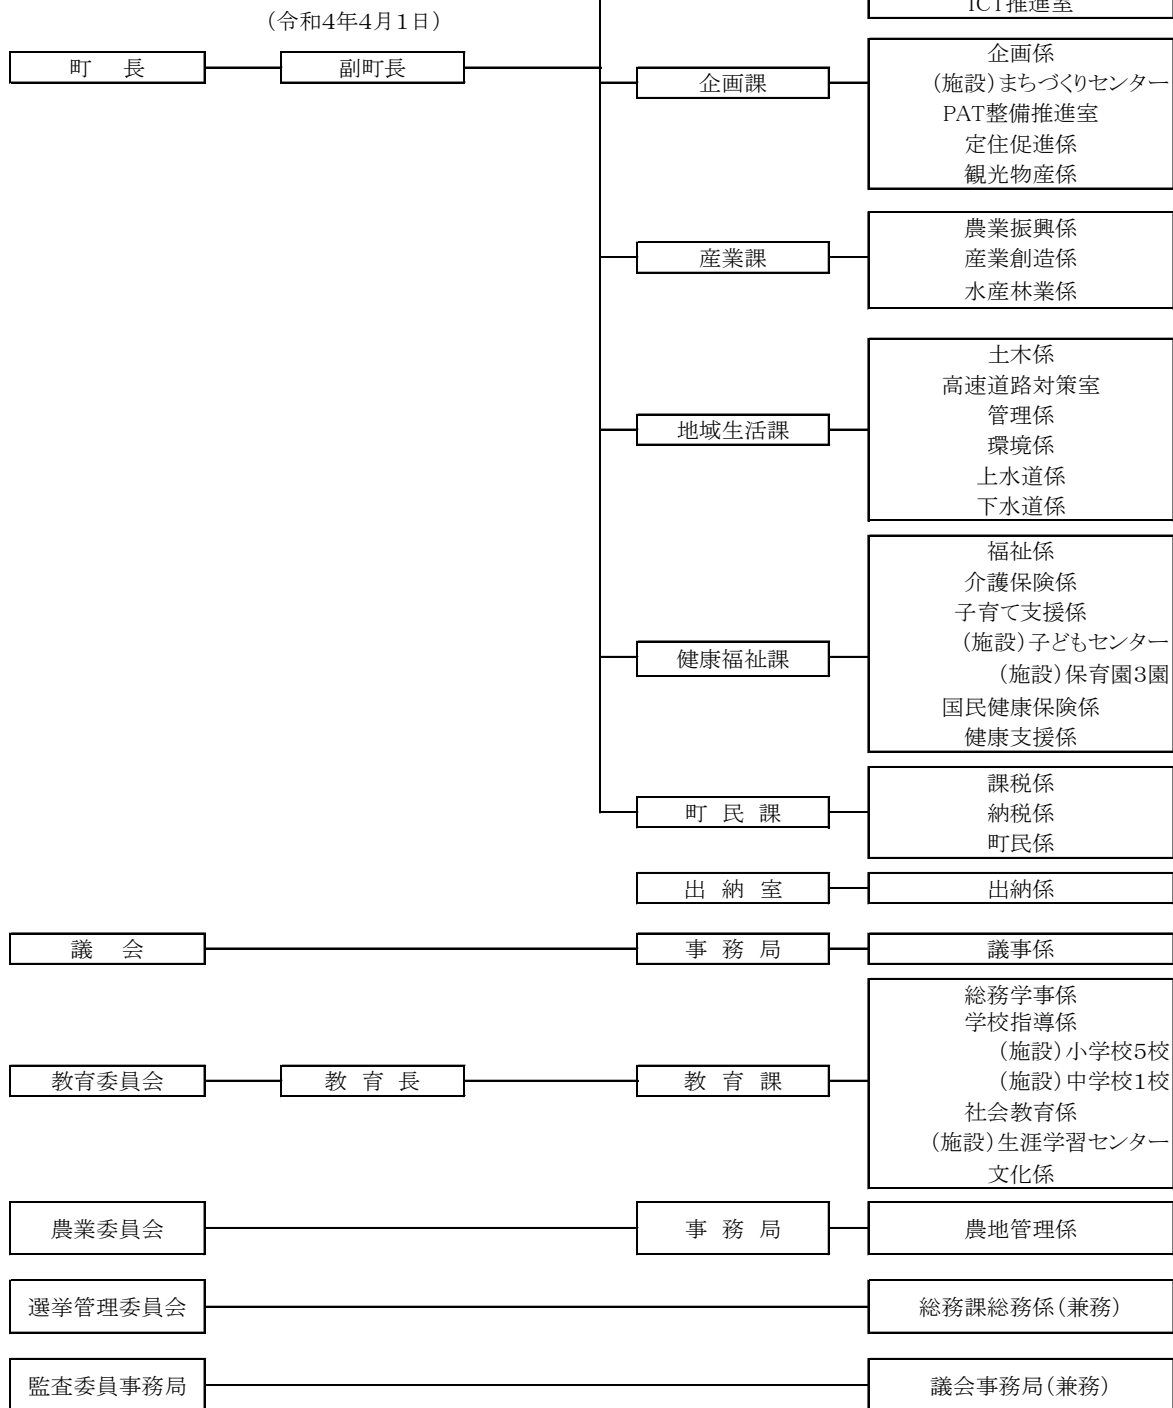 ICT推進室
(令和4年4月1日)
町　長
副町長
企画課
企画係
(施設)まちづくりセンター
PAT整備推進室
定住促進係
観光物産係
産業課
農業振興係
産業創造係
水産林業係
地域生活課
土木係
高速道路対策室
管理係
環境係
上水道係
下水道係
健康福祉課
福祉係
介護保険係
子育て支援係
(施設)子どもセンター
(施設)保育園3園
国民健康保険係
健康支援係
町　民　課
課税係
納税係
町民係
出　納　室
出納係
議　会
事　務　局
議事係
教育委員会
教　育　長
教　育　課
総務学事係
学校指導係
(施設)小学校5校
(施設)中学校1校
社会教育係
(施設)生涯学習センター
文化係
農業委員会
事　務　局
農地管理係
選挙管理委員会
総務課総務係(兼務)
監査委員事務局
議会事務局(兼務)